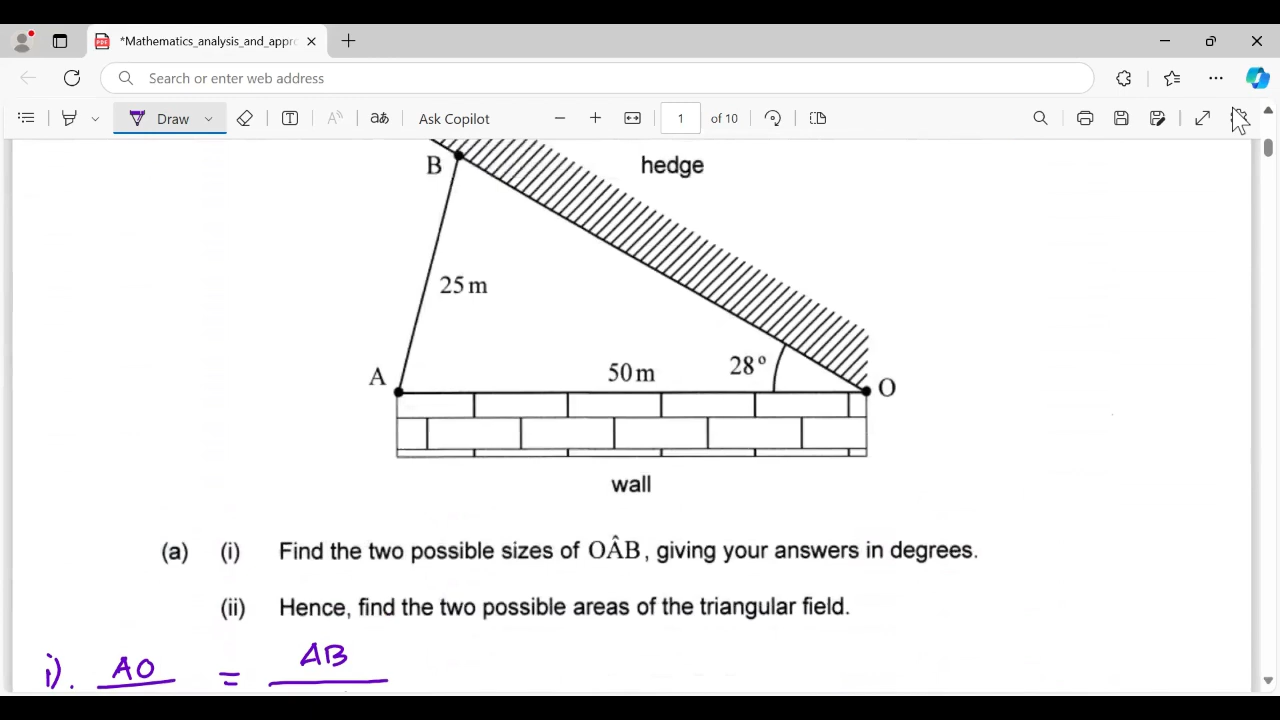 *Mathematics_analysis_and_appro
Search or enter web address
Draw
Ask Copilot
1 of 10
B
hedge
25 m
A
50 m
28°
O
wall
(a) (i) Find the two possible sizes of OÂB, giving your answers in degrees.
(ii) Hence, find the two possible areas of the triangular field.
i). AO = AB